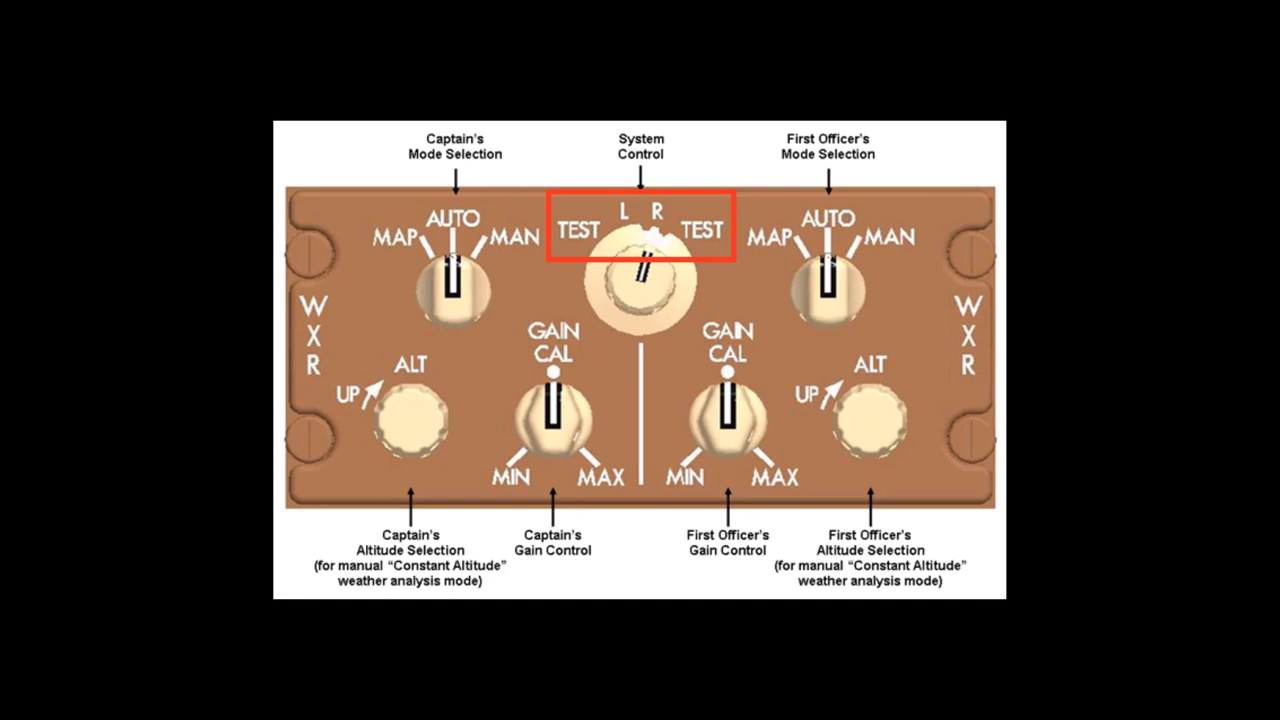 Captain's
Mode Selection
System
Control
First Officer's
Mode Selection
MAP AUTO MAN
TEST L R TEST
MAP AUTO MAN
W
X
R
W
X
R
ALT
UP
GAIN
CAL
MIN MAX
GAIN
CAL
MIN MAX
ALT
UP
Captain's
Altitude Selection
(for manual “Constant Altitude”
weather analysis mode)
Captain's
Gain Control
First Officer's
Gain Control
First Officer's
Altitude Selection
(for manual “Constant Altitude”
weather analysis mode)